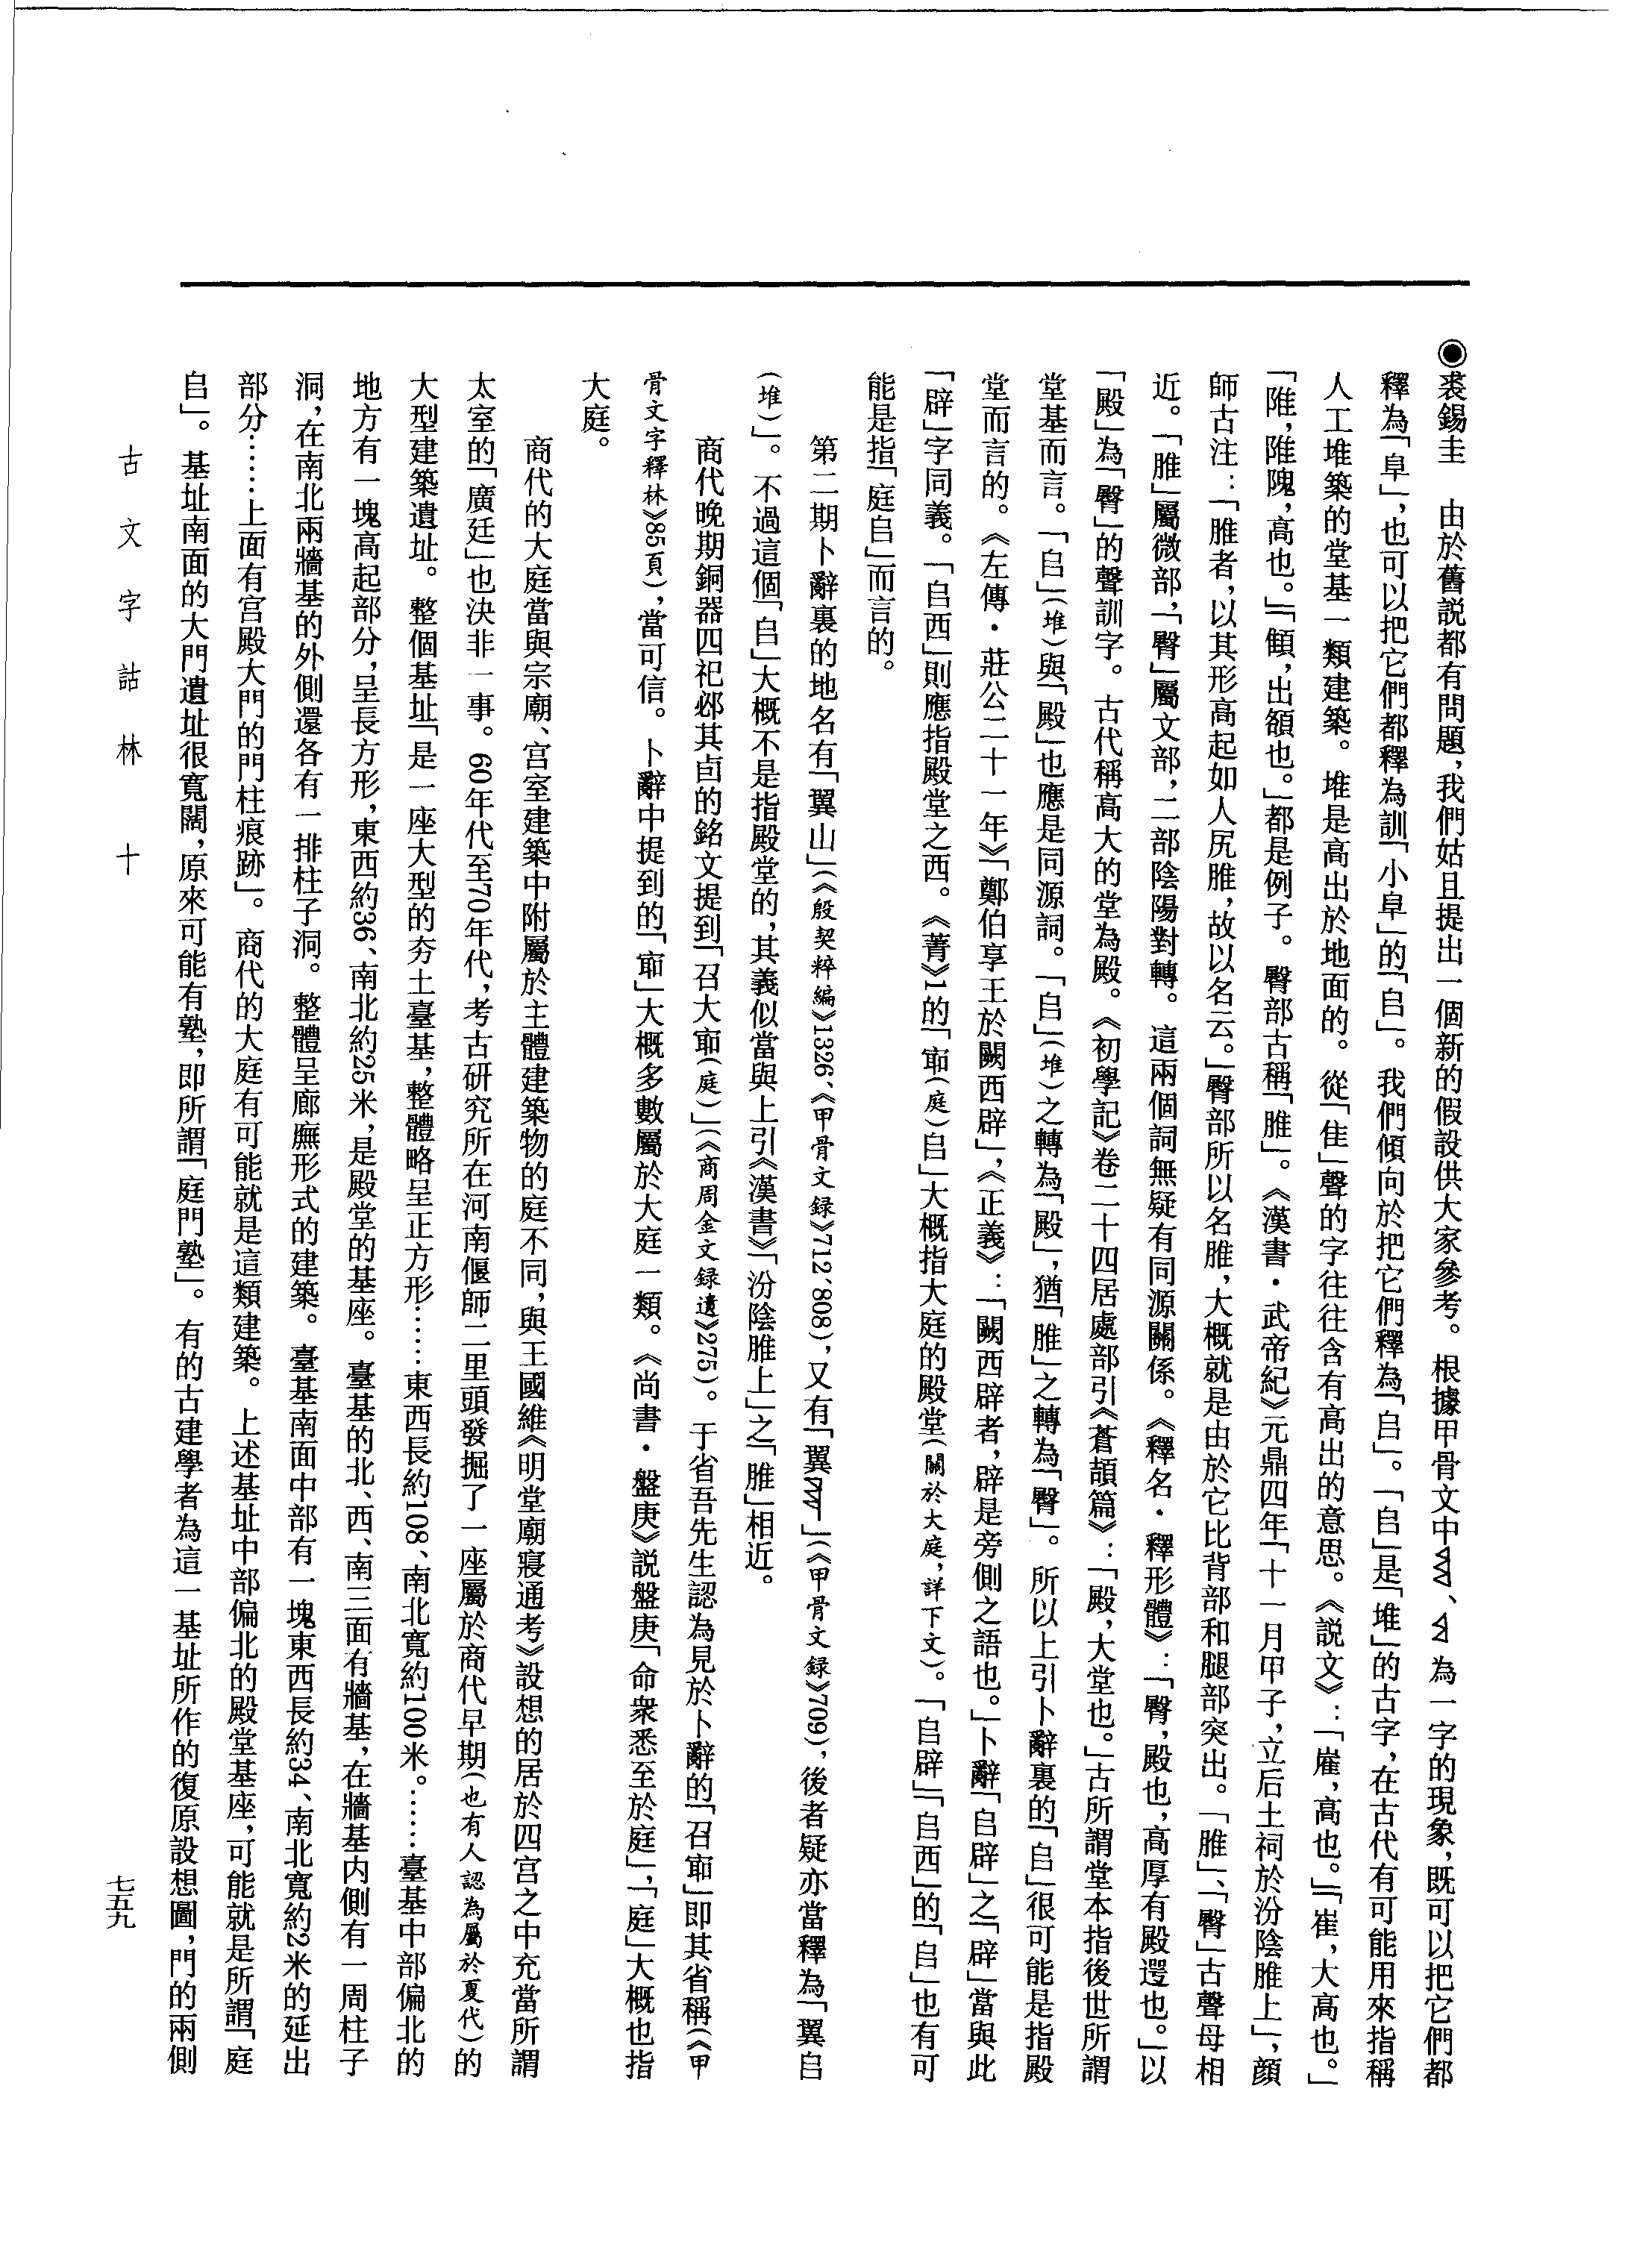 ◉裘錫圭　由於舊説都有問題，我們姑且提出一個新的假設供大家參考。根據甲骨文中、為一字的現象，既可以把它們都
釋為「阜」，也可以把它們都釋為訓「小阜」的「𠂤」。我們傾向於把它們釋為「𠂤」。「𠂤」是「堆」的古字，在古代有可能用來指稱
人工堆築的堂基一類建築。堆是高出於地面的。從「隹」聲的字往往含有高出的意思。《説文》：「雇，高也。」「崔，大高也。」
「陮，陮隗，高也。」「顀，出額也。」都是例子。臀部古稱「脽」。《漢書·武帝紀》元鼎四年「十一月甲子，立后土祠於汾陰脽上」，顔
師古注：「脽者，以其形高起如人尻脽，故以名云。」臀部所以名脽，大概就是由於它比背部和腿部突出。「脽」、「臀」古聲母相
近。「脽」屬微部，「臀」屬文部，二部陰陽對轉。這兩個詞無疑有同源關係。《釋名·釋形體》：「臀，殿也，高厚有殿遻也。」以
「殿」為「臀」的聲訓字。古代稱高大的堂為殿。《初學記》卷二十四居處部引《蒼頡篇》：「殿，大堂也。」古所謂堂本指後世所謂
堂基而言。「𠂤」（堆）與「殿」也應是同源詞。「𠂤」（堆）之轉為「殿」，猶「脽」之轉為「臀」。所以上引卜辭裏的「𠂤」很可能是指殿
堂而言的。《左傳·莊公二十一年》「鄭伯享王於闕西辟」，《正義》：「闕西辟者，辟是旁側之語也。」卜辭「𠂤辟」之「辟」當與此
「辟」字同義。「𠂤西」則應指殿堂之西。《菁》1的「𡧊（庭）𠂤」大概指大庭的殿堂（關於大庭，詳下文）。「𠂤辟」「𠂤西」的「𠂤」也有可
能是指「庭𠂤」而言的。
第二期卜辭裏的地名有「翼山」（《殷契粹編》1326、《甲骨文録》712、808），又有「翼」（《甲骨文録》709），後者疑亦當釋為「翼𠂤
（堆）」。不過這個「𠂤」大概不是指殿堂的，其義似當與上引《漢書》「汾陰脽上」之「脽」相近。
商代晚期銅器四祀邲其卣的銘文提到「召大𡧊（庭）」（《商周金文録遺》275）。于省吾先生認為見於卜辭的「召𡧊」即其省稱（《甲
骨文字釋林》85頁），當可信。卜辭中提到的「𡧊」大概多數屬於大庭一類。《尚書·盤庚》説盤庚「命衆悉至於庭」，「庭」大概也指
大庭。
商代的大庭當與宗廟、宫室建築中附屬於主體建築物的庭不同，與王國維《明堂廟寢通考》設想的居於四宫之中充當所謂
太室的「廣廷」也決非一事。60年代至70年代，考古研究所在河南偃師二里頭發掘了一座屬於商代早期（也有人認為屬於夏代）的
大型建築遺址。整個基址「是一座大型的夯土臺基，整體略呈正方形……東西長約108、南北寬約100米。……臺基中部偏北的
地方有一塊高起部分，呈長方形，東西約36、南北約25米，是殿堂的基座。臺基的北、西、南三面有牆基，在牆基内側有一周柱子
洞，在南北兩牆基的外側還各有一排柱子洞。整體呈廊廡形式的建築。臺基南面中部有一塊東西長約34、南北寬約2米的延出
部分……上面有宫殿大門的門柱痕跡」。商代的大庭有可能就是這類建築。上述基址中部偏北的殿堂基座，可能就是所謂「庭
𠂤」。基址南面的大門遺址很寬闊，原來可能有塾，即所謂「庭門塾」。有的古建學者為這一基址所作的復原設想圖，門的兩側
古文字詁林　十
七五九